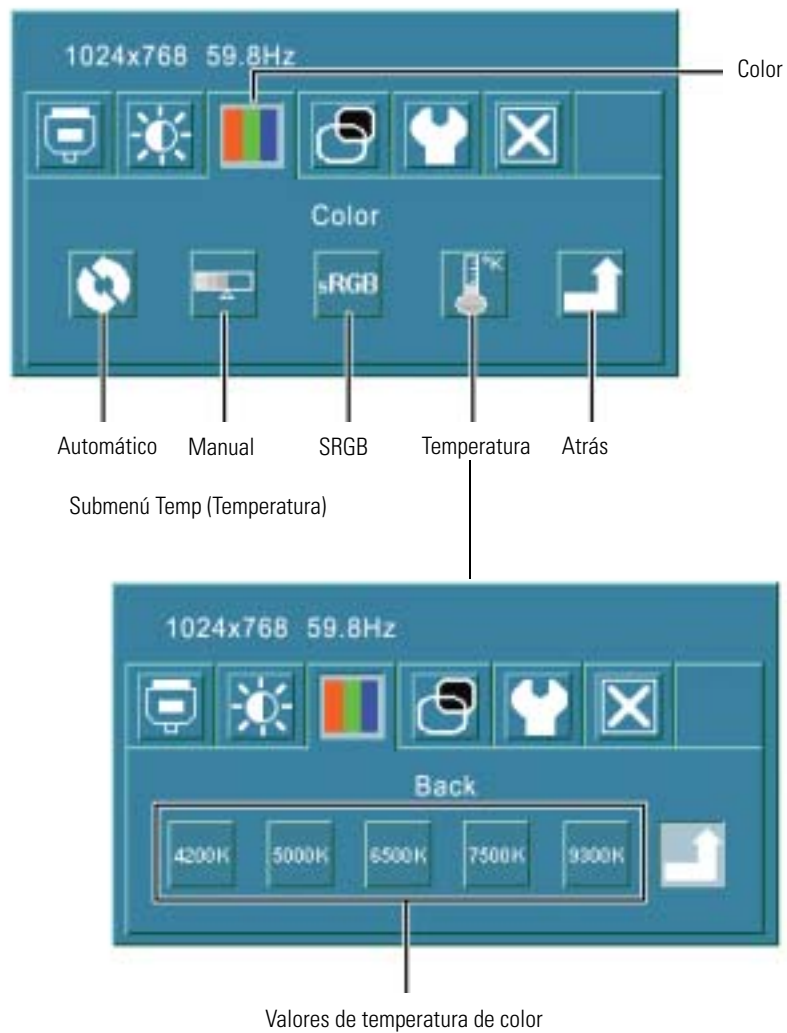 1024x768 59.8Hz
Color
Color
sRGB
°K
Automático Manual SRGB Temperatura Atrás
Submenú Temp (Temperatura)
1024x768 59.8Hz
Back
4200K 5000K 6500K 7500K 9300K
Valores de temperatura de color